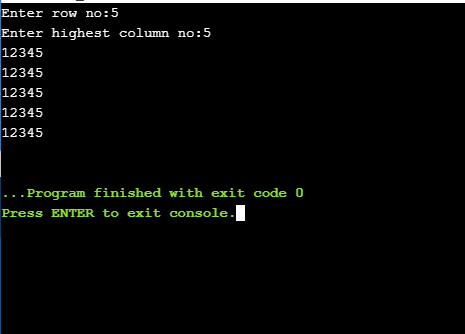 Enter row no:5
Enter highest column no:5
12345
12345
12345
12345
12345
...Program finished with exit code 0
Press ENTER to exit console.